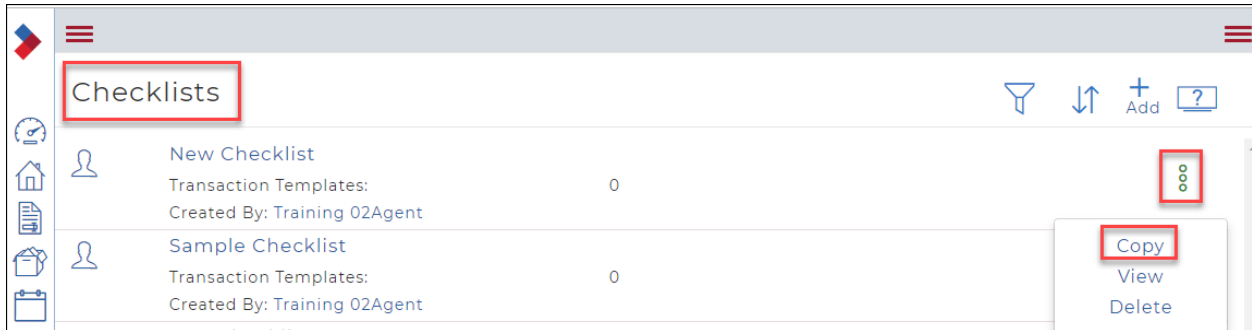 Checklists
Add
?
New Checklist
Transaction Templates: 0
Created By: Training 02Agent
Sample Checklist
Transaction Templates: 0
Created By: Training 02Agent
Copy
View
Delete